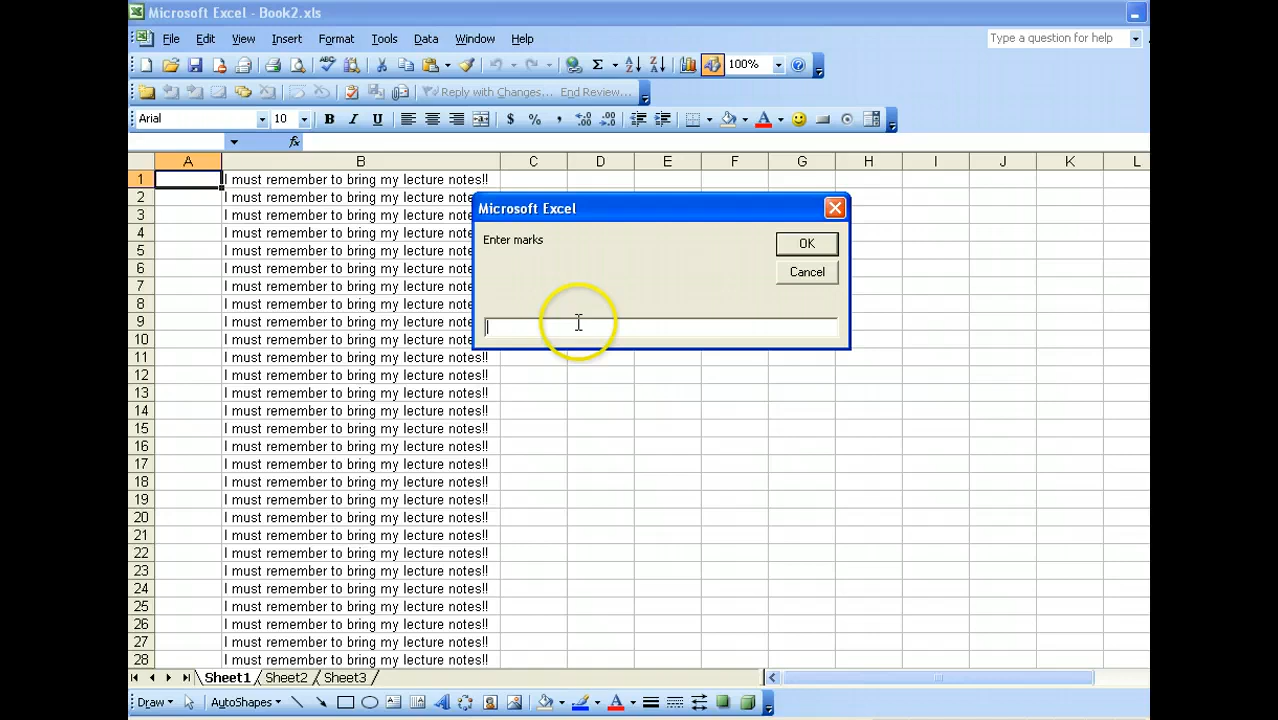 Microsoft Excel - Book2.xls
File Edit View Insert Format Tools Data Window Help Type a question for help
Σ 100%
Reply with Changes... End Review...
Arial 10 B I U $ % ,
fx
A B C D E F G H I J K L
1 I must remember to bring my lecture notes!!
2 I must remember to bring my lecture notes
3 I must remember to bring my lecture notes
4 I must remember to bring my lecture notes
5 I must remember to bring my lecture notes
6 I must remember to bring my lecture notes
7 I must remember to bring my lecture notes
8 I must remember to bring my lecture notes
9 I must remember to bring my lecture notes
10 I must remember to bring my lecture notes
11 I must remember to bring my lecture notes!!
12 I must remember to bring my lecture notes!!
13 I must remember to bring my lecture notes!!
14 I must remember to bring my lecture notes!!
15 I must remember to bring my lecture notes!!
16 I must remember to bring my lecture notes!!
17 I must remember to bring my lecture notes!!
18 I must remember to bring my lecture notes!!
19 I must remember to bring my lecture notes!!
20 I must remember to bring my lecture notes!!
21 I must remember to bring my lecture notes!!
22 I must remember to bring my lecture notes!!
23 I must remember to bring my lecture notes!!
24 I must remember to bring my lecture notes!!
25 I must remember to bring my lecture notes!!
26 I must remember to bring my lecture notes!!
27 I must remember to bring my lecture notes!!
28 I must remember to bring my lecture notes!!
Microsoft Excel
Enter marks
OK
Cancel
Sheet1 Sheet2 Sheet3
Draw AutoShapes